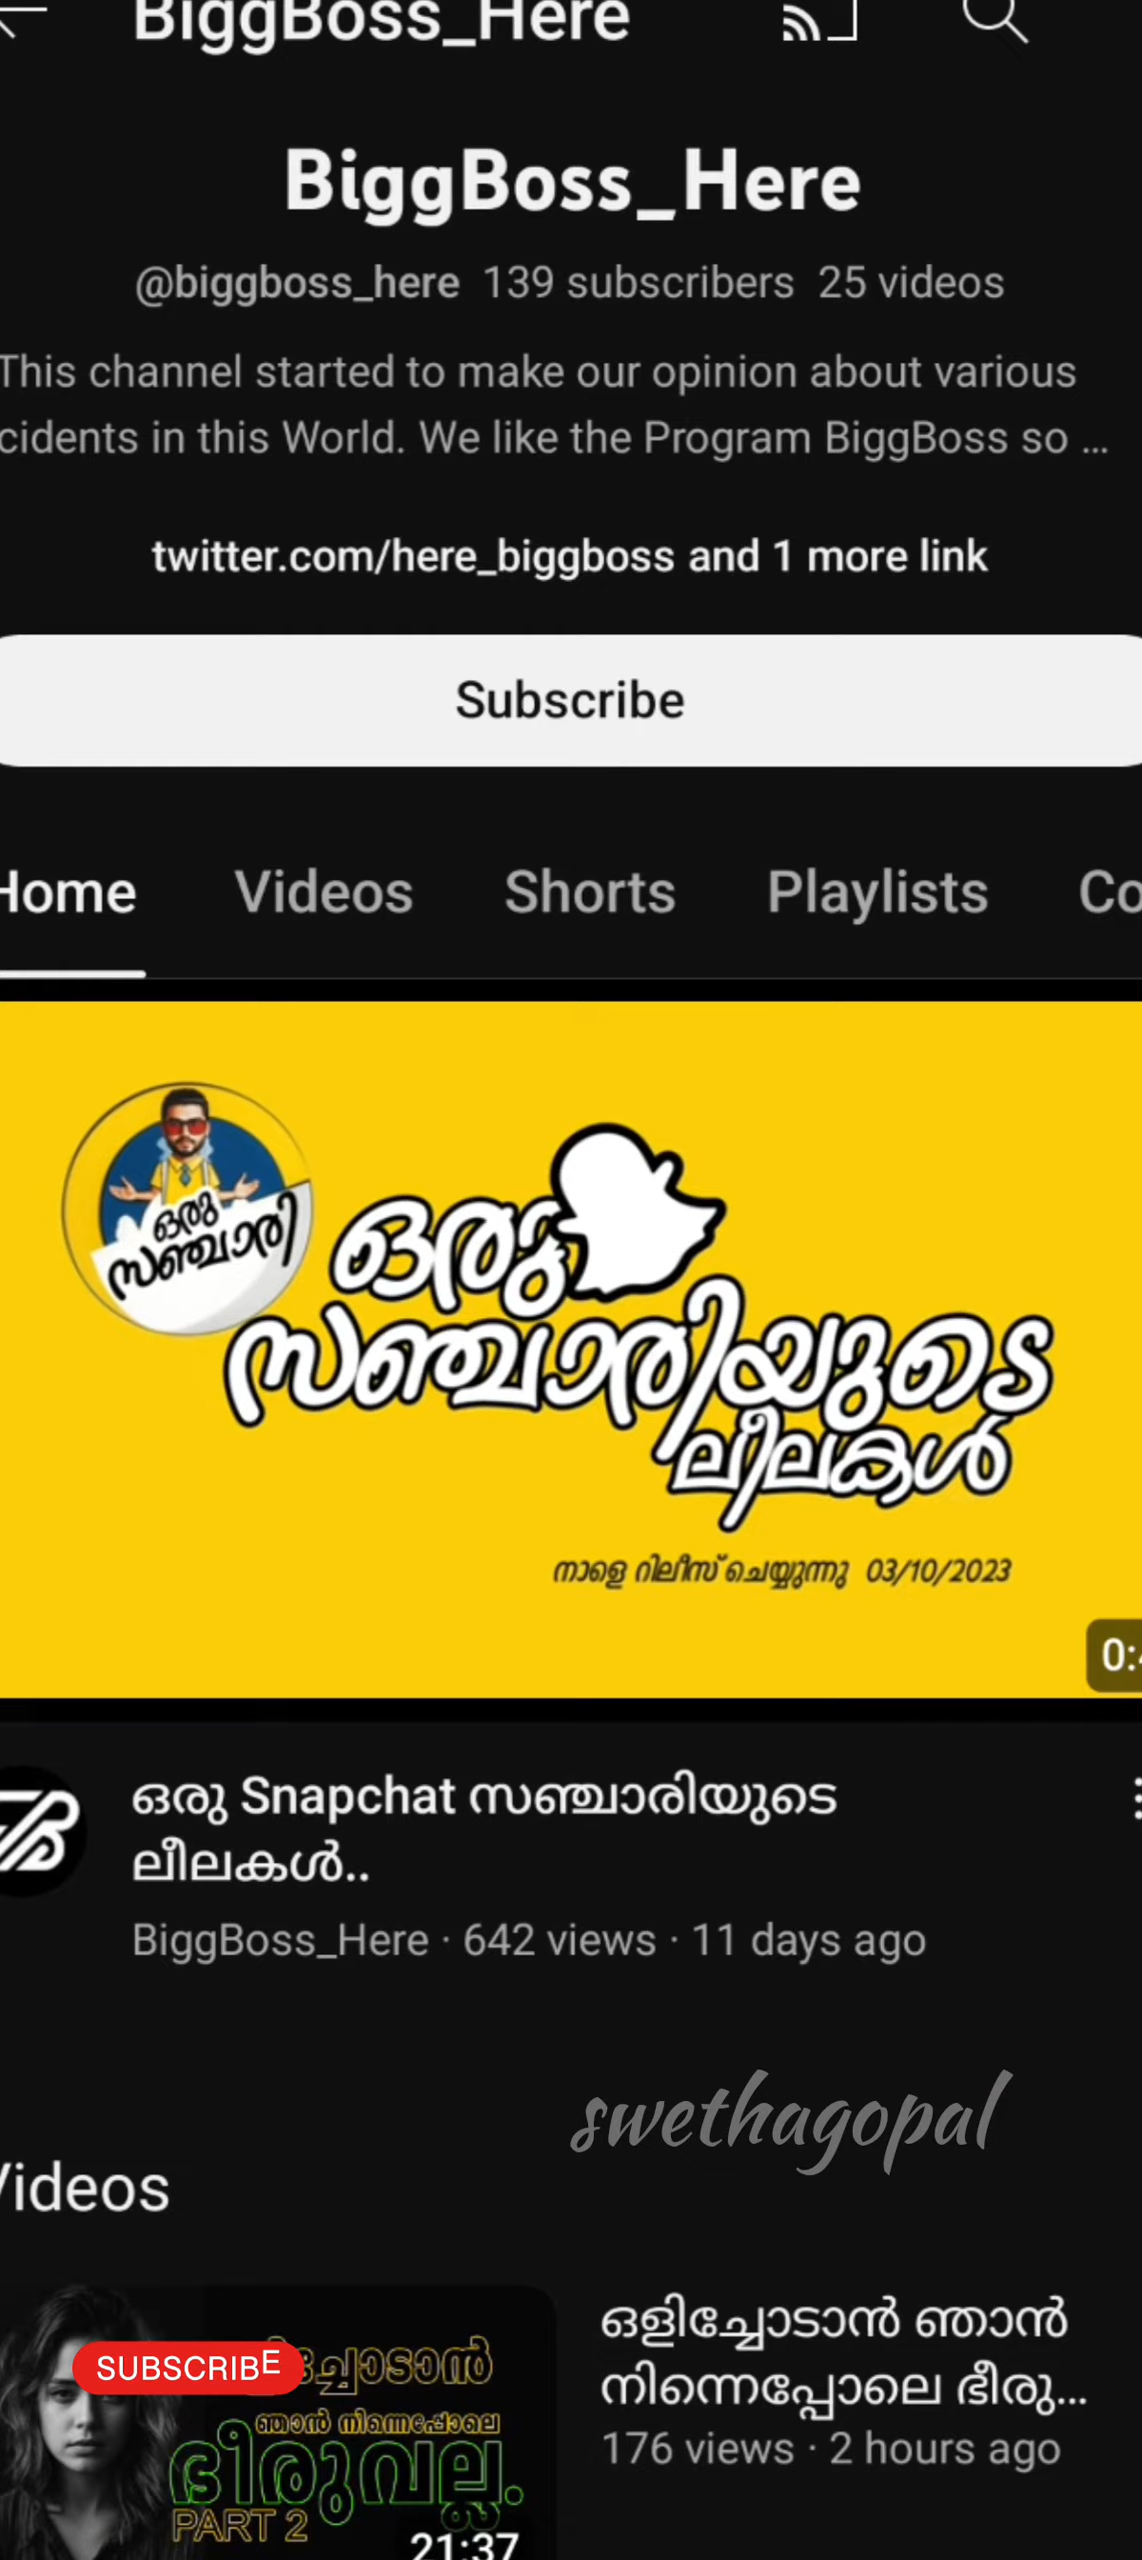 BiggBoss_Here
BiggBoss_Here
@biggboss_here 139 subscribers 25 videos
This channel started to make our opinion about various
cidents in this World. We like the Program BiggBoss so ...
twitter.com/here_biggboss and 1 more link
Subscribe
Home Videos Shorts Playlists Co
ഒരു
സഞ്ചാരി
ഒരു
സഞ്ചാരിയുടെ
ലീലകൾ
നാളെ റിലീസ് ചെയ്യുന്നു 03/10/2023
0:4
ഒരു Snapchat സഞ്ചാരിയുടെ
ലീലകൾ..
BiggBoss_Here · 642 views · 11 days ago
swethagopal
Videos
SUBSCRIBE
ച്ചോടാൻ
ഞാൻ നിന്നെപ്പോലെ
ഭീരുവല്ല.
PART 2
21:37
ഒളിച്ചോടാൻ ഞാൻ
നിന്നെപ്പോലെ ഭീരു...
176 views · 2 hours ago